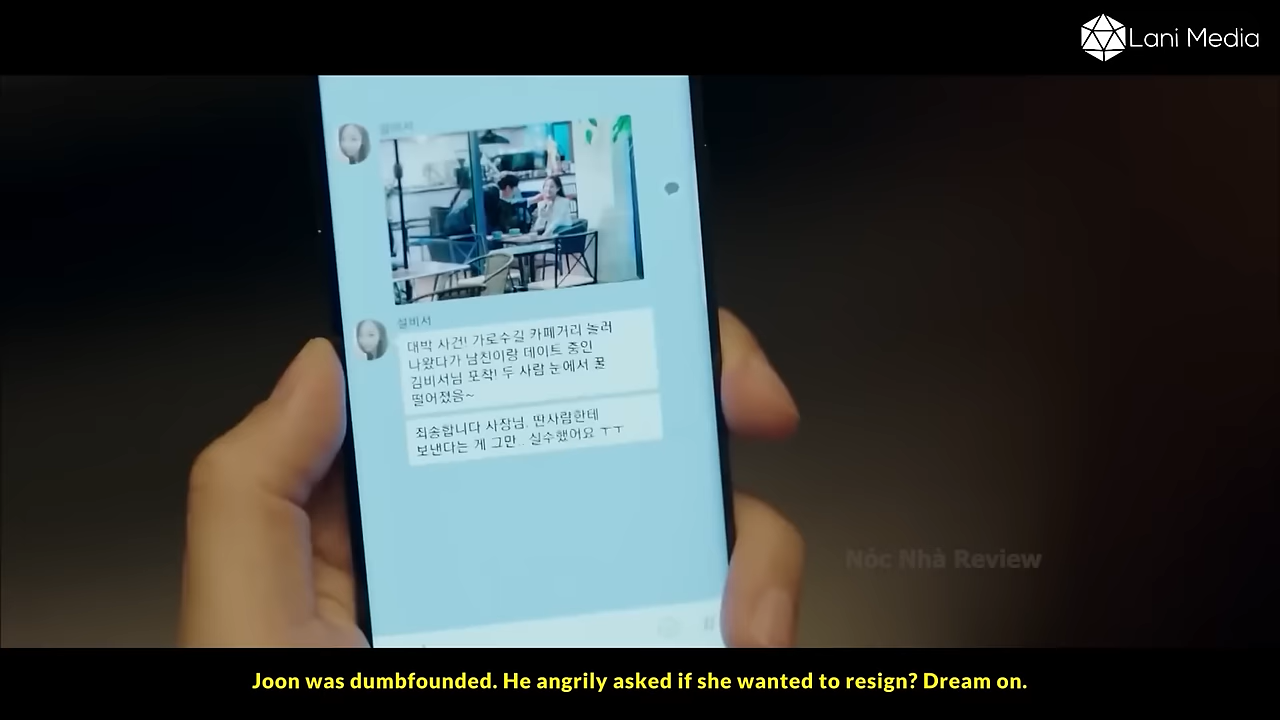 Lani Media
설비서
설비서
대박 사건! 가로수길 카페거리 놀러
나왔다가 남친이랑 데이트 중인
김비서님 포착! 두 사람 눈에서 꿀
떨어졌음~
죄송합니다 사장님. 딴사람한테
보낸다는 게 그만.. 실수했어요 ㅜㅜ
Nóc Nhà Review
Joon was dumbfounded. He angrily asked if she wanted to resign? Dream on.